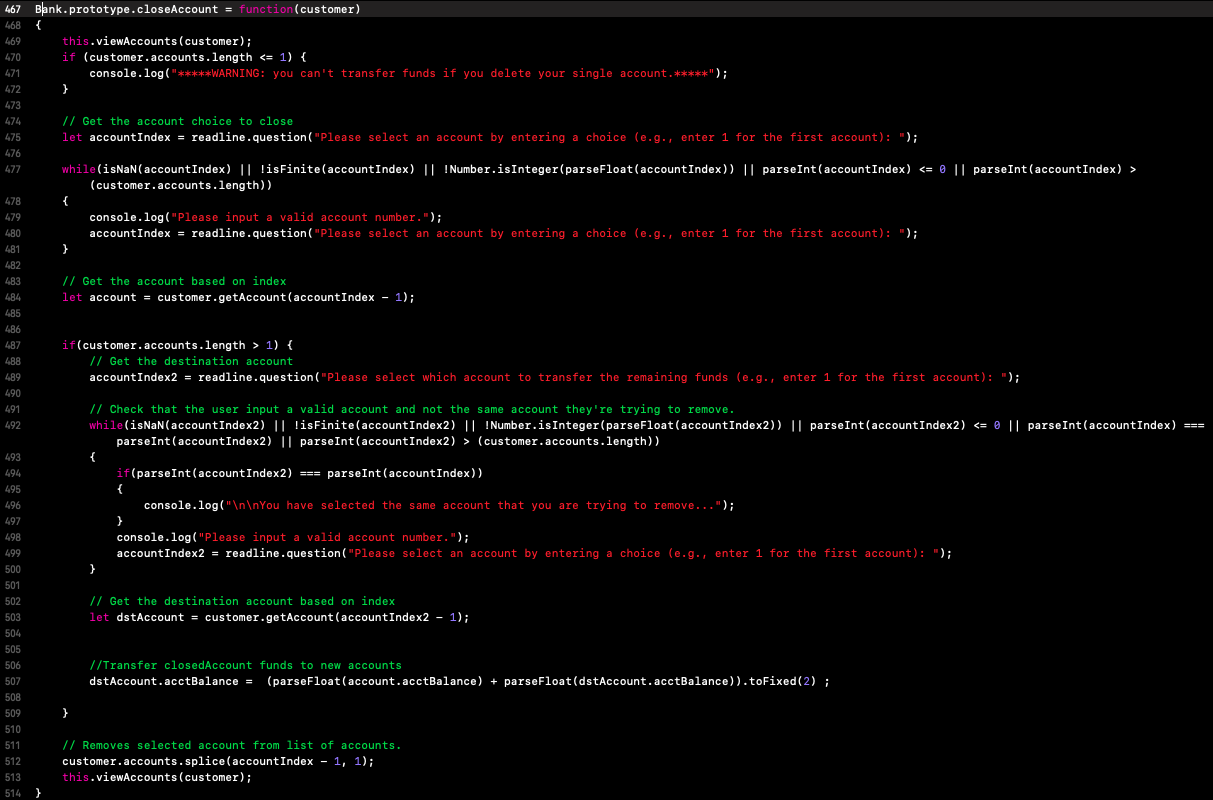 467 Bank.prototype.closeAccount = function(customer)
468 {
469     this.viewAccounts(customer);
470     if (customer.accounts.length <= 1) {
471         console.log("*****WARNING: you can't transfer funds if you delete your single account.*****");
472     }
473
474     // Get the account choice to close
475     let accountIndex = readline.question("Please select an account by entering a choice (e.g., enter 1 for the first account): ");
476
477     while(isNaN(accountIndex) || !isFinite(accountIndex) || !Number.isInteger(parseFloat(accountIndex)) || parseInt(accountIndex) <= 0 || parseInt(accountIndex) >
        (customer.accounts.length))
478     {
479         console.log("Please input a valid account number.");
480         accountIndex = readline.question("Please select an account by entering a choice (e.g., enter 1 for the first account): ");
481     }
482
483     // Get the account based on index
484     let account = customer.getAccount(accountIndex - 1);
485
486
487     if(customer.accounts.length > 1) {
488         // Get the destination account
489         accountIndex2 = readline.question("Please select which account to transfer the remaining funds (e.g., enter 1 for the first account): ");
490
491         // Check that the user input a valid account and not the same account they're trying to remove.
492         while(isNaN(accountIndex2) || !isFinite(accountIndex2) || !Number.isInteger(parseFloat(accountIndex2)) || parseInt(accountIndex2) <= 0 || parseInt(accountIndex) ===
            parseInt(accountIndex2) || parseInt(accountIndex2) > (customer.accounts.length))
493         {
494             if(parseInt(accountIndex2) === parseInt(accountIndex))
495             {
496                 console.log("\n\nYou have selected the same account that you are trying to remove...");
497             }
498             console.log("Please input a valid account number.");
499             accountIndex2 = readline.question("Please select an account by entering a choice (e.g., enter 1 for the first account): ");
500         }
501
502         // Get the destination account based on index
503         let dstAccount = customer.getAccount(accountIndex2 - 1);
504
505
506         //Transfer closedAccount funds to new accounts
507         dstAccount.acctBalance =  (parseFloat(account.acctBalance) + parseFloat(dstAccount.acctBalance)).toFixed(2) ;
508
509     }
510
511     // Removes selected account from list of accounts.
512     customer.accounts.splice(accountIndex - 1, 1);
513     this.viewAccounts(customer);
514 }